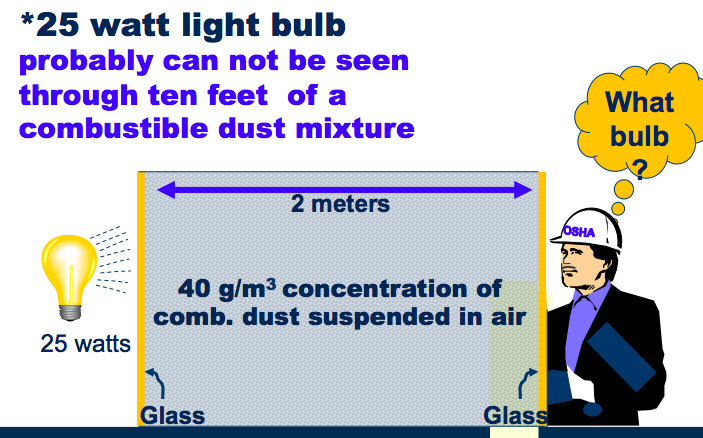 *25 watt light bulb
probably can not be seen
through ten feet of a
combustible dust mixture
What
bulb
?
2 meters
OSHA
40 g/m³ concentration of
comb. dust suspended in air
25 watts
Glass
Glass